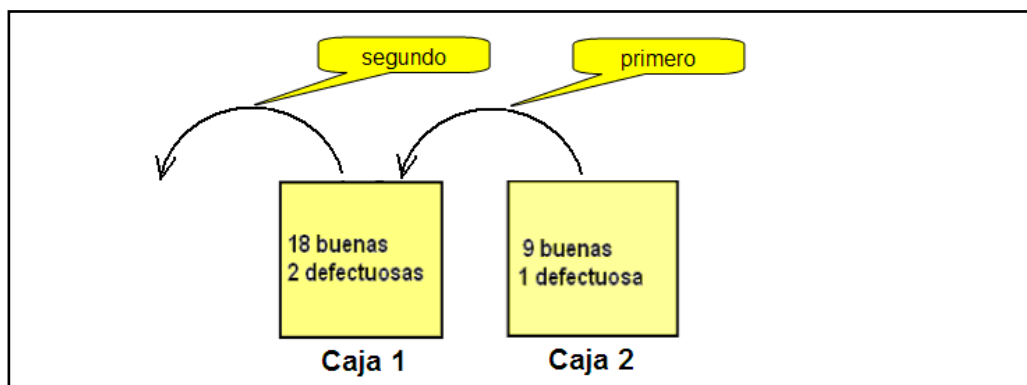 segundo
primero
18 buenas
2 defectuosas
9 buenas
1 defectuosa
Caja 1
Caja 2